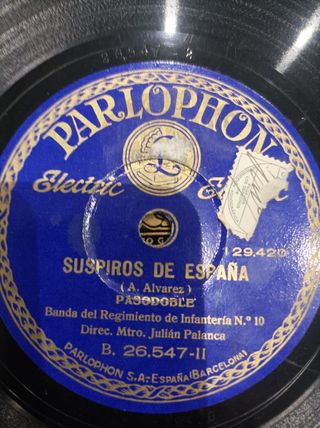 PARLOPHON
Electric
£
129.420
SUSPIROS DE ESPAÑA
( A. Alvarez )
PASODOBLE
Banda del Regimiento de Infantería N.º 10
Direc. Mtro. Julián Palanca
B. 26.547-II
PARLOPHON S.A.-ESPAÑA (BARCELONA)